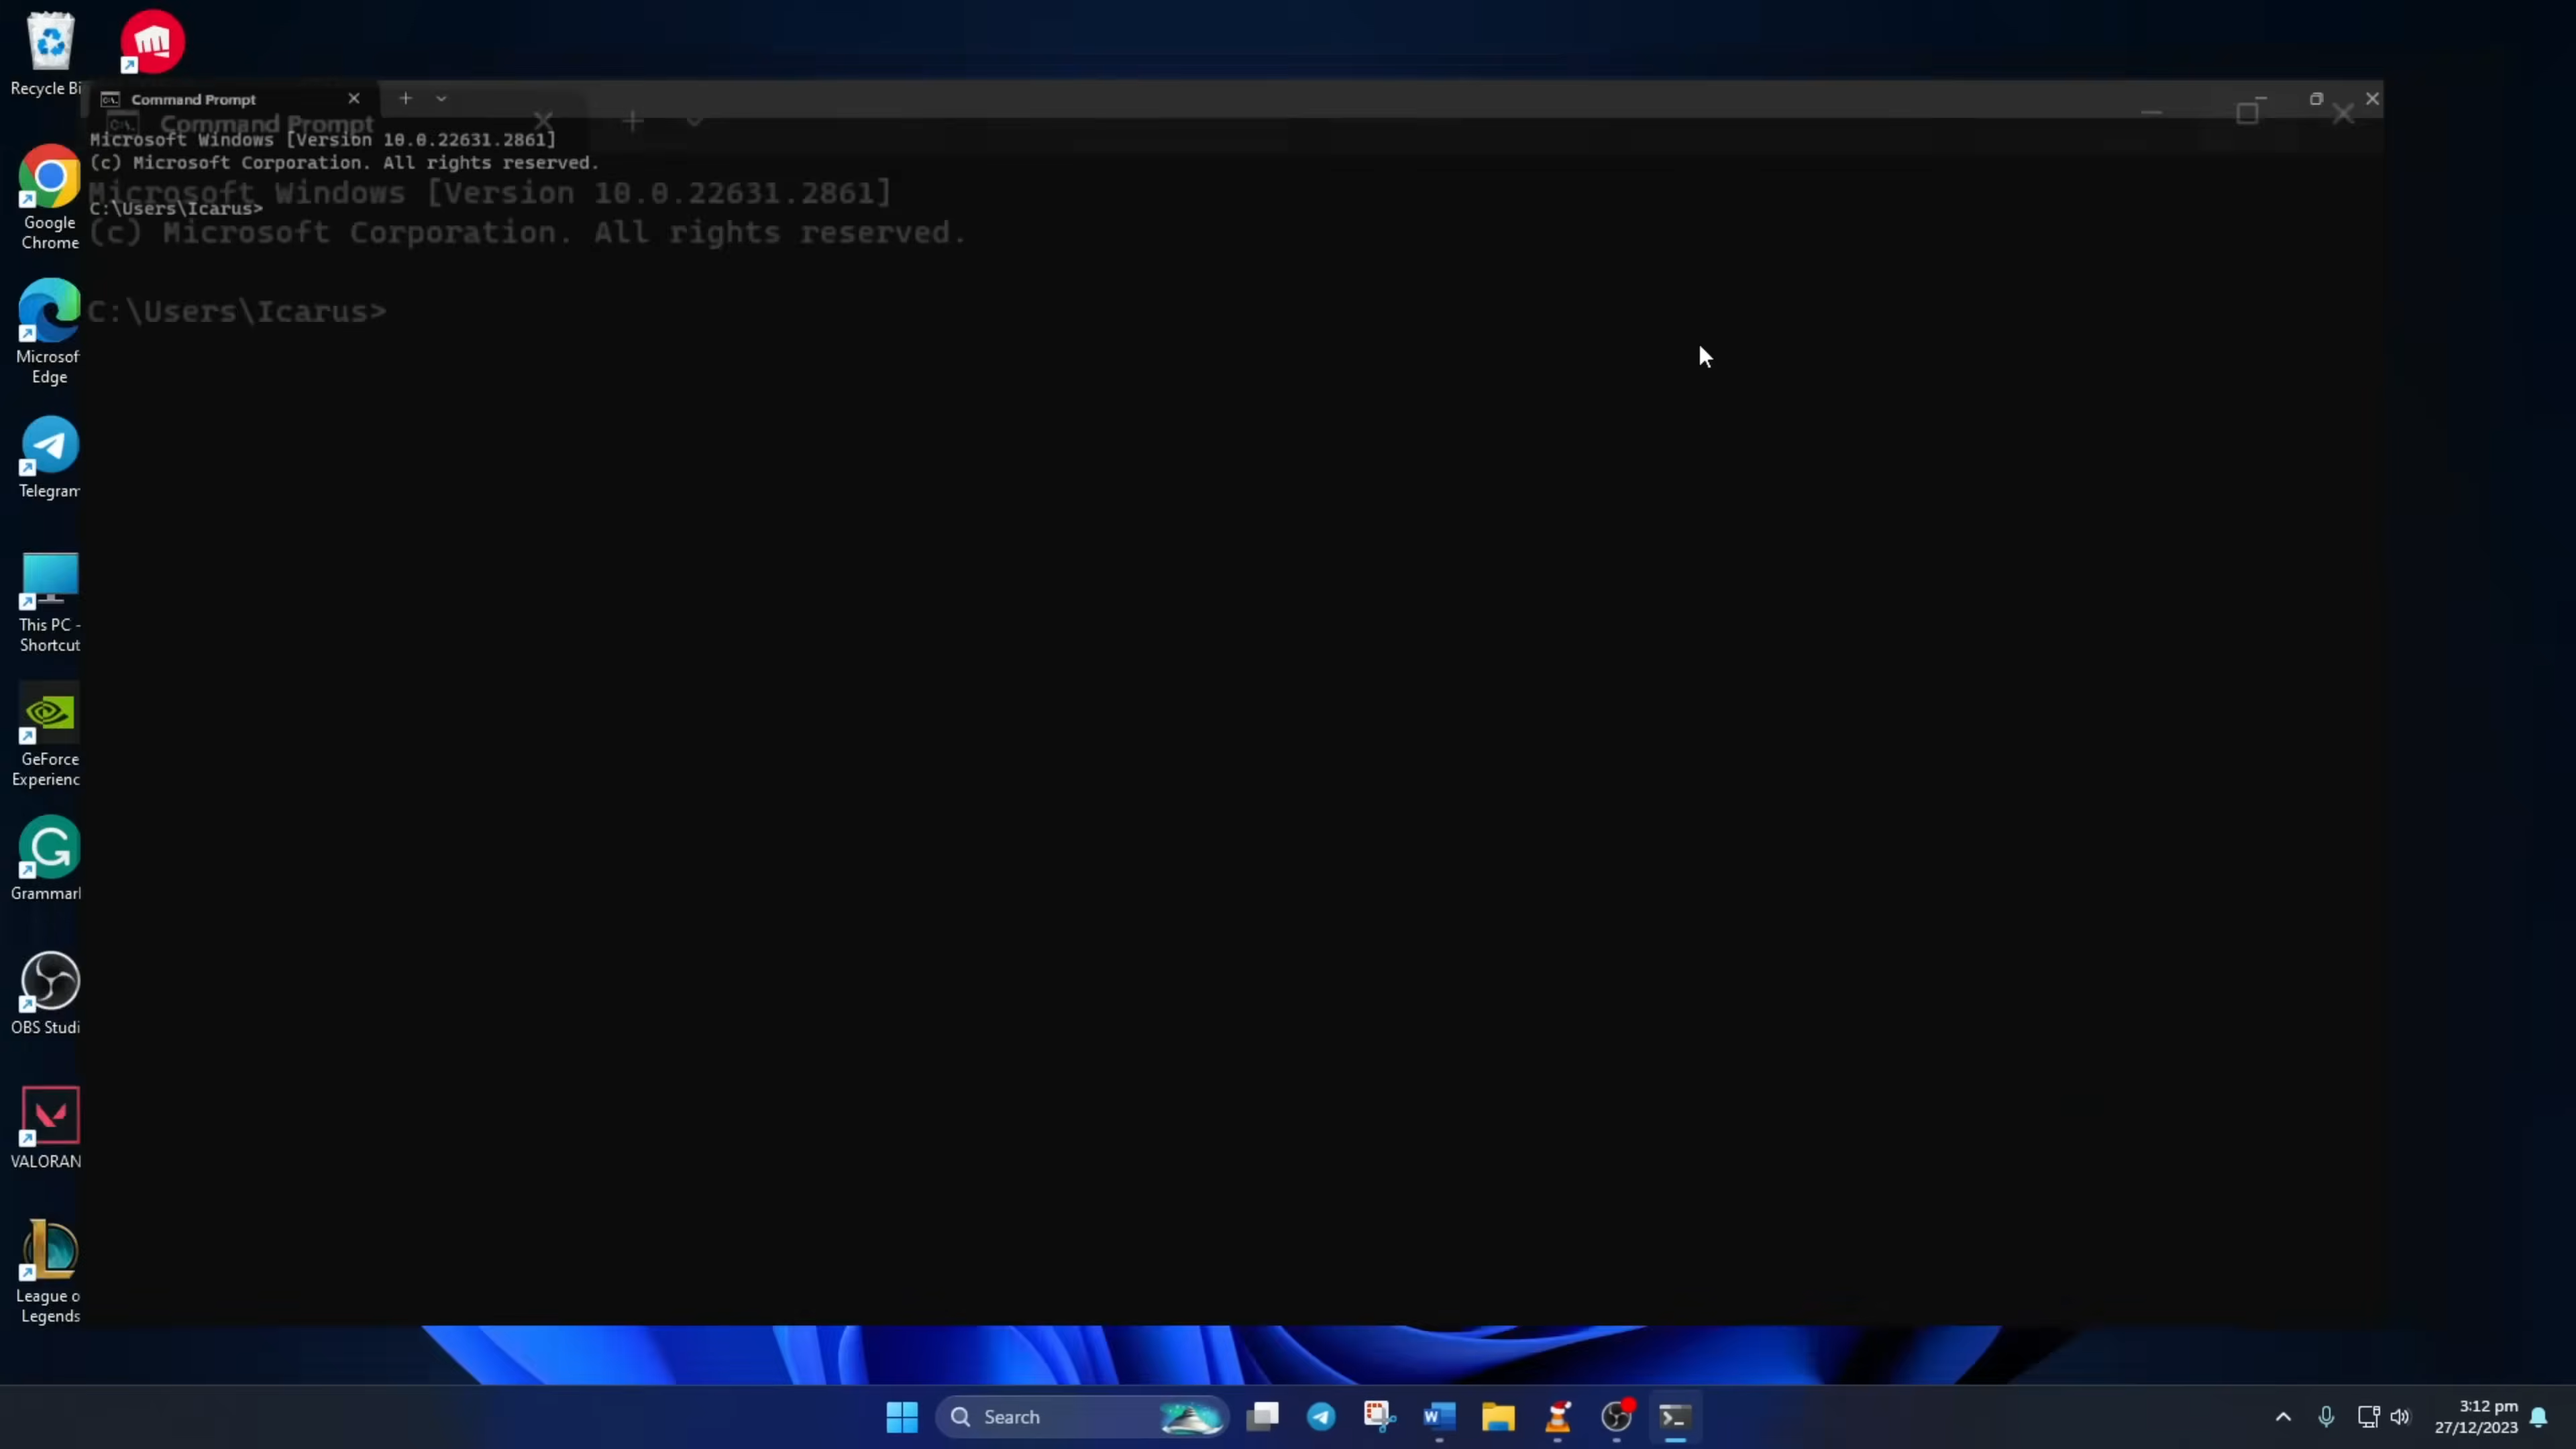 Recycle Bi
Google
Chrome
Microsof
Edge
Telegram
This PC -
Shortcut
GeForce
Experienc
Grammarl
OBS Studi
VALORAN
League o
Legends
Command Prompt
Microsoft Windows [Version 10.0.22631.2861]
(c) Microsoft Corporation. All rights reserved.
C:\Users\Icarus>
Command Prompt
Microsoft Windows [Version 10.0.22631.2861]
(c) Microsoft Corporation. All rights reserved.
C:\Users\Icarus>
Search
3:12 pm
27/12/2023